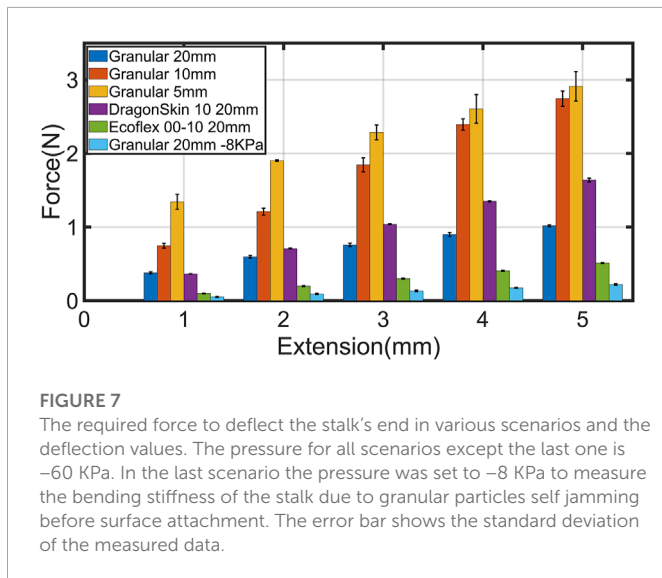 Granular 20mm
Granular 10mm
Granular 5mm
DragonSkin 10 20mm
Ecoflex 00-10 20mm
Granular 20mm -8KPa
Force(N)
3
2
1
0
0 1 2 3 4 5
Extension(mm)
FIGURE 7
The required force to deflect the stalk's end in various scenarios and the
deflection values. The pressure for all scenarios except the last one is
−60 KPa. In the last scenario the pressure was set to −8 KPa to measure
the bending stiffness of the stalk due to granular particles self jamming
before surface attachment. The error bar shows the standard deviation
of the measured data.